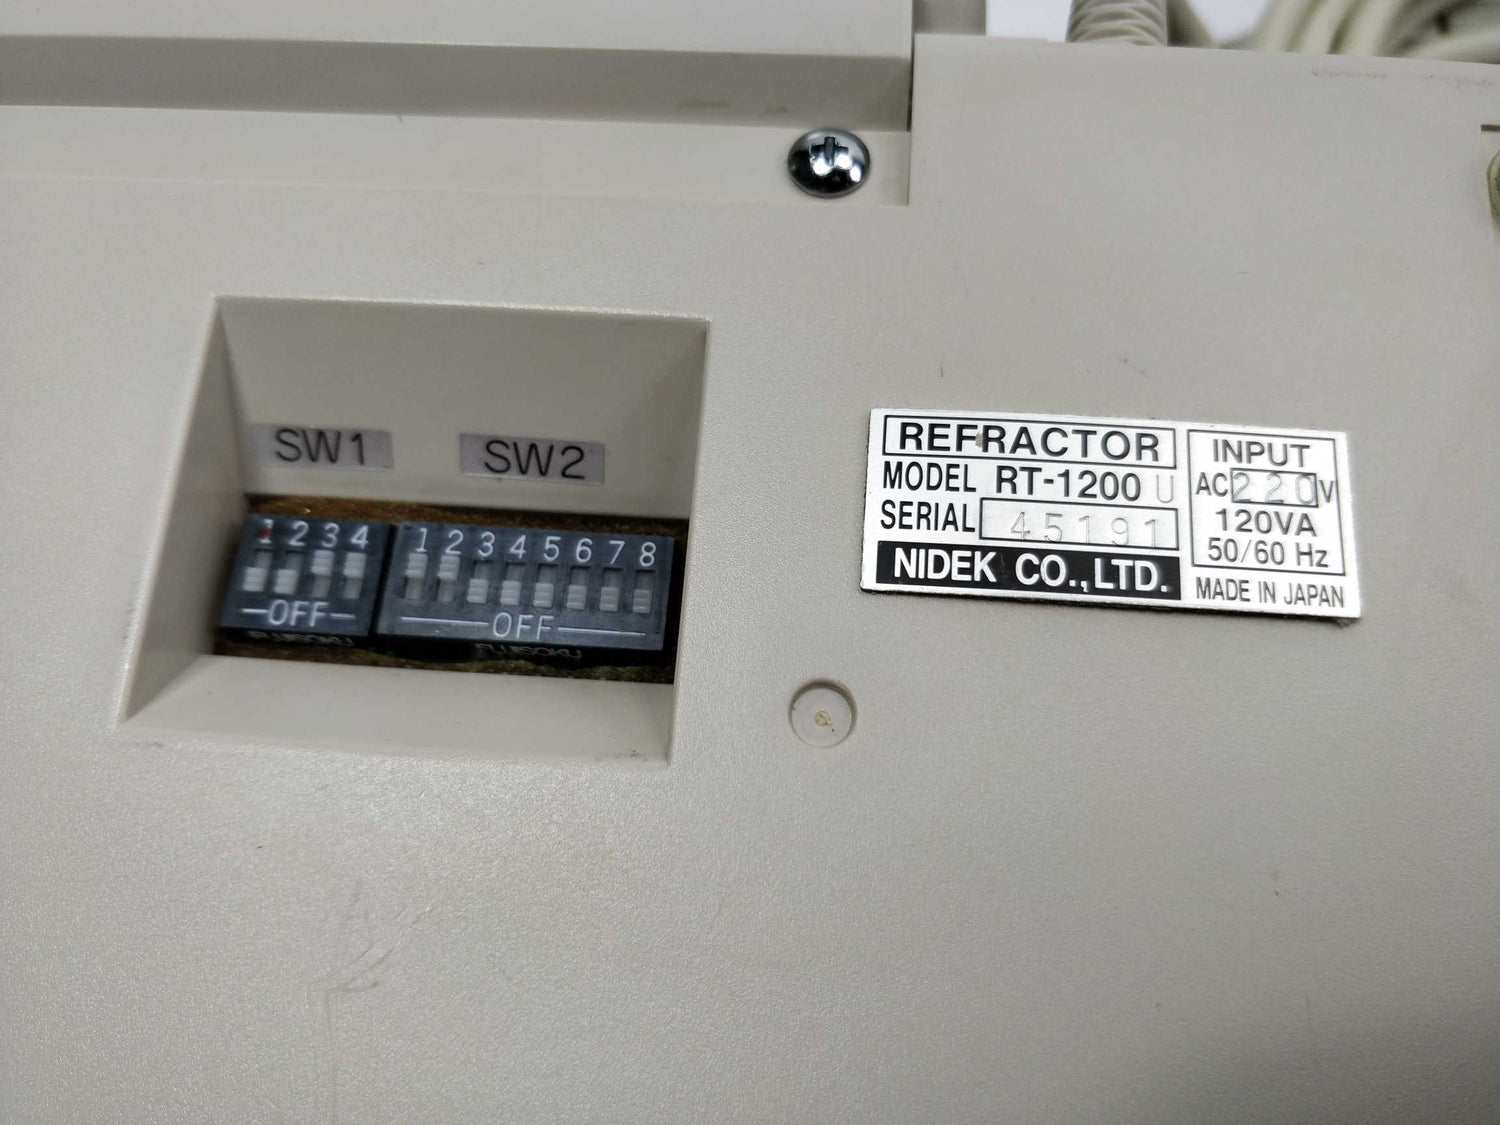 SW1
SW2
1 2 3 4
OFF
1 2 3 4 5 6 7 8
OFF
FUJISOKU
REFRACTOR
MODEL RT-1200 U
SERIAL 45191
NIDEK CO.,LTD.
INPUT
AC 220 V
120VA
50/60 Hz
MADE IN JAPAN